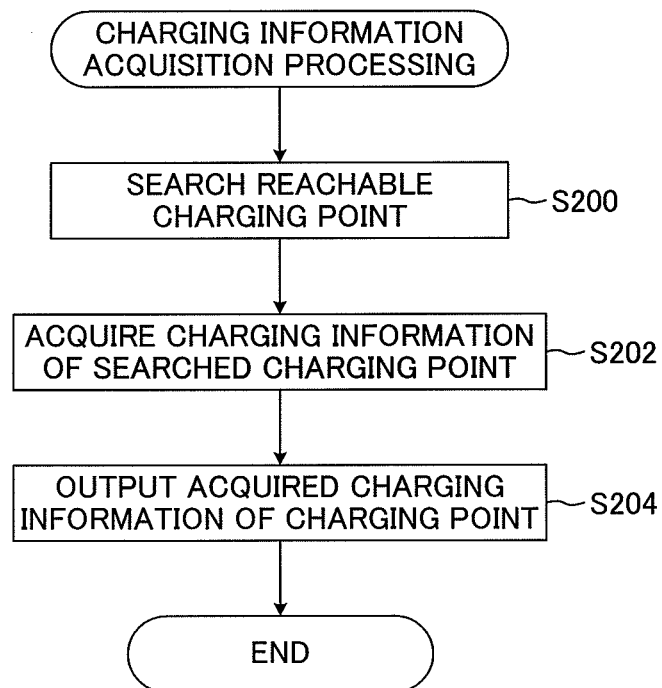 CHARGING INFORMATION
ACQUISITION PROCESSING
SEARCH REACHABLE
CHARGING POINT
S200
ACQUIRE CHARGING INFORMATION
OF SEARCHED CHARGING POINT
S202
OUTPUT ACQUIRED CHARGING
INFORMATION OF CHARGING POINT
S204
END